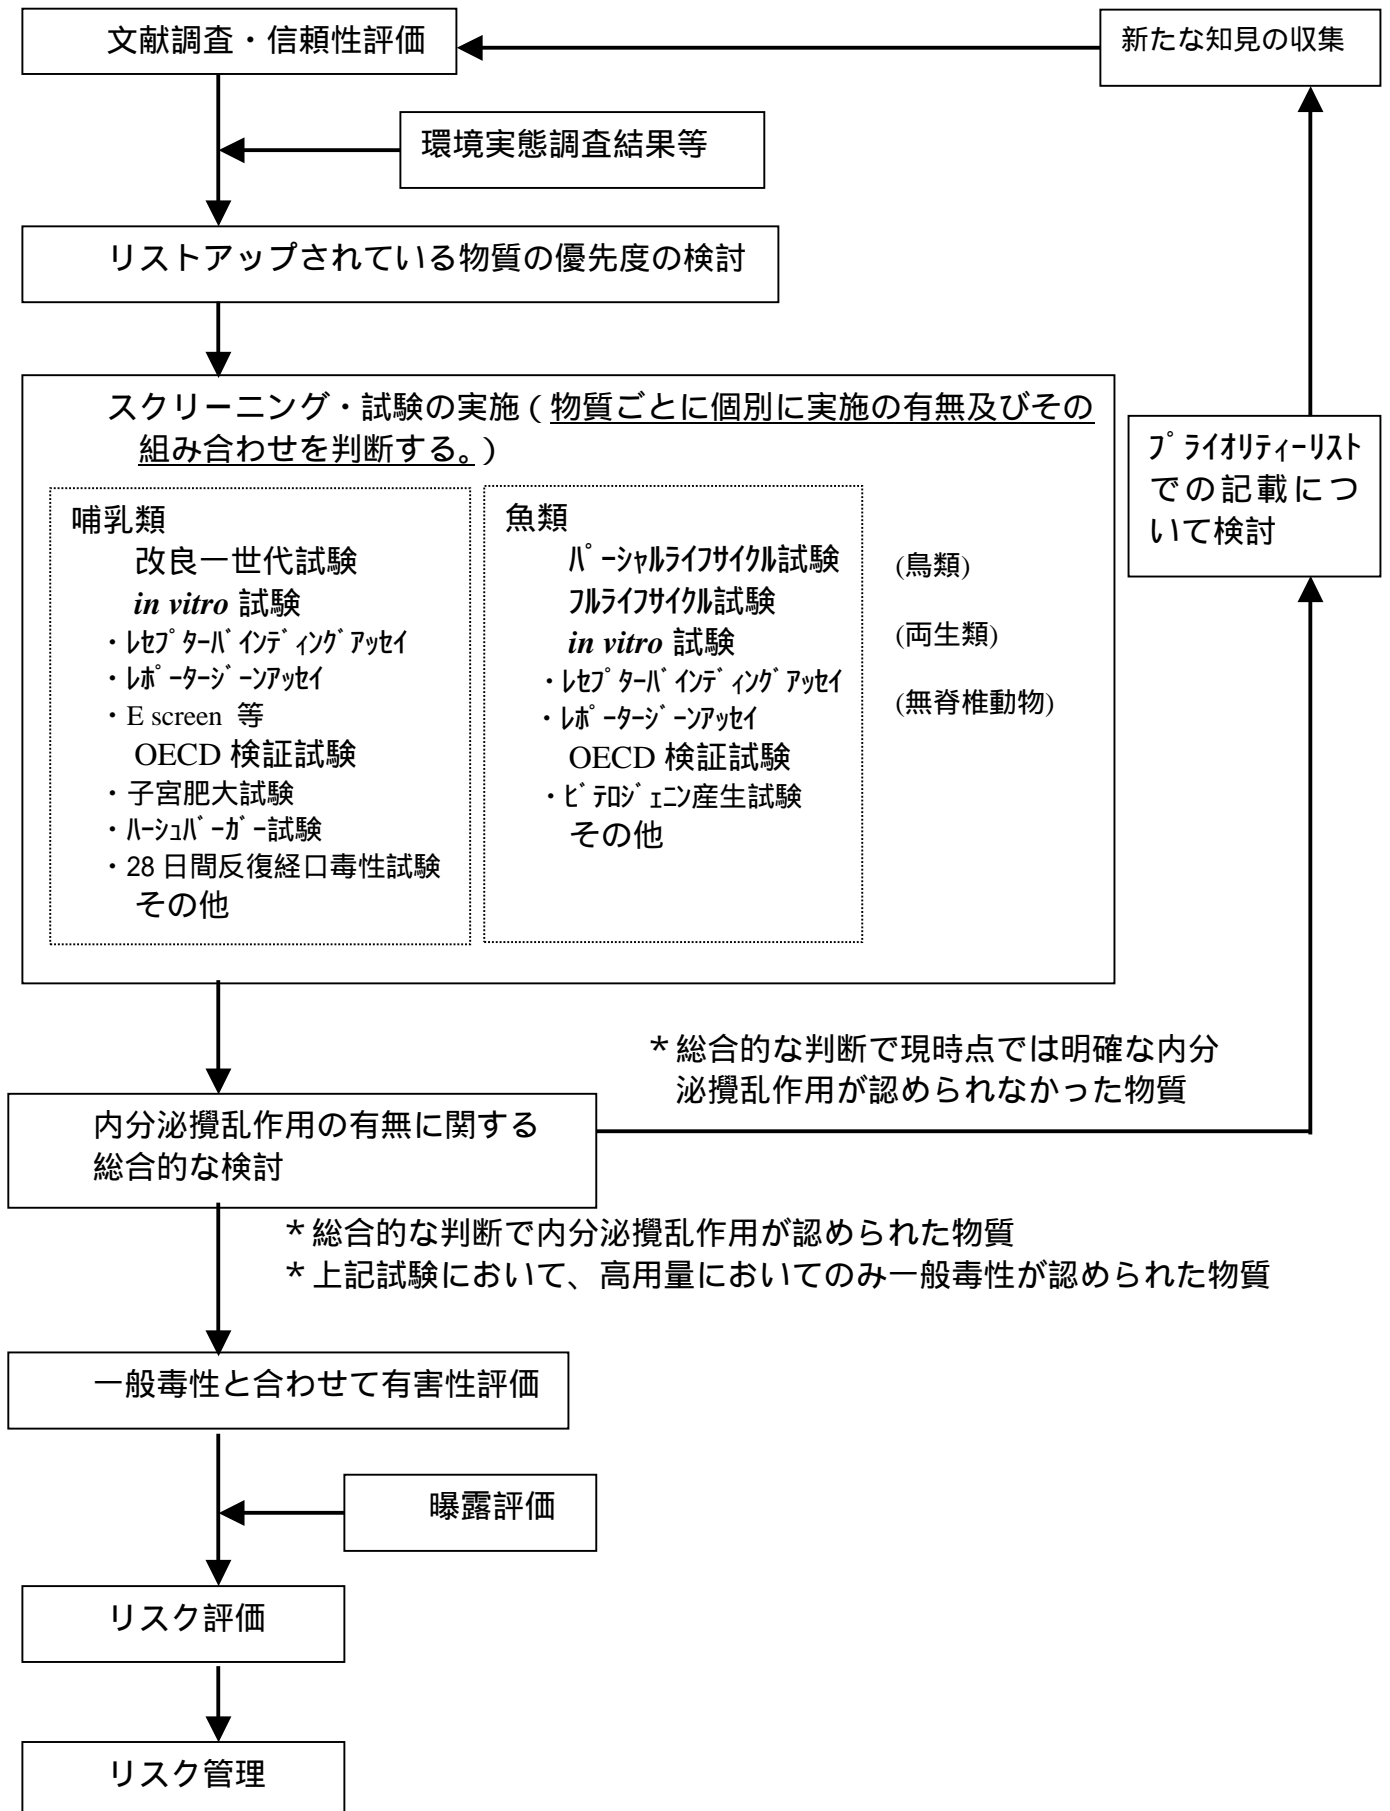 文献調査・信頼性評価
新たな知見の収集
環境実態調査結果等
リストアップされている物質の優先度の検討
スクリーニング・試験の実施（物質ごとに個別に実施の有無及びその
組み合わせを判断する。）
哺乳類
改良一世代試験
in vitro 試験
・ﾚｾﾌﾟﾀｰﾊﾞｲﾝﾃﾞｨﾝｸﾞｱｯｾｲ
・ﾚﾎﾟｰﾀｰｼﾞｰﾝｱｯｾｲ
・E screen 等
OECD 検証試験
・子宮肥大試験
・ﾊｰｼｭﾊﾞｰｶﾞｰ試験
・28 日間反復経口毒性試験
その他
魚類
ﾊﾟｰｼｬﾙﾗｲﾌｻｲｸﾙ試験
ﾌﾙﾗｲﾌｻｲｸﾙ試験
in vitro 試験
・ﾚｾﾌﾟﾀｰﾊﾞｲﾝﾃﾞｨﾝｸﾞｱｯｾｲ
・ﾚﾎﾟｰﾀｰｼﾞｰﾝｱｯｾｲ
OECD 検証試験
・ﾋﾞﾃﾛｼﾞｪﾆﾝ産生試験
その他
(鳥類)
(両生類)
(無脊椎動物)
ﾌﾟﾗｲｵﾘﾃｨｰﾘｽﾄ
での記載につ
いて検討
＊総合的な判断で現時点では明確な内分
泌攪乱作用が認められなかった物質
内分泌攪乱作用の有無に関する
総合的な検討
＊総合的な判断で内分泌攪乱作用が認められた物質
＊上記試験において、高用量においてのみ一般毒性が認められた物質
一般毒性と合わせて有害性評価
曝露評価
リスク評価
リスク管理